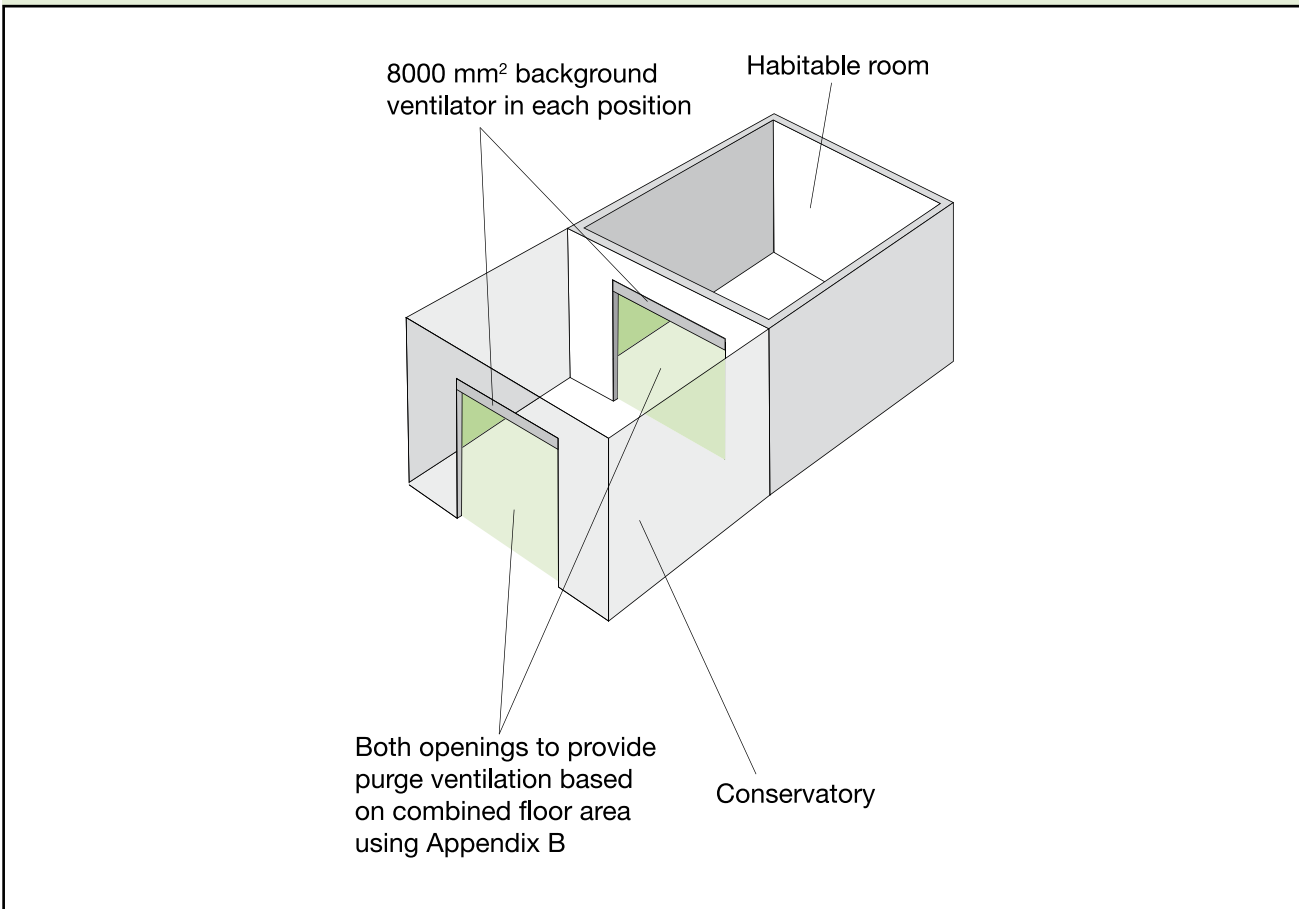 8000 mm² background
ventilator in each position
Habitable room
Both openings to provide
purge ventilation based
on combined floor area
using Appendix B
Conservatory